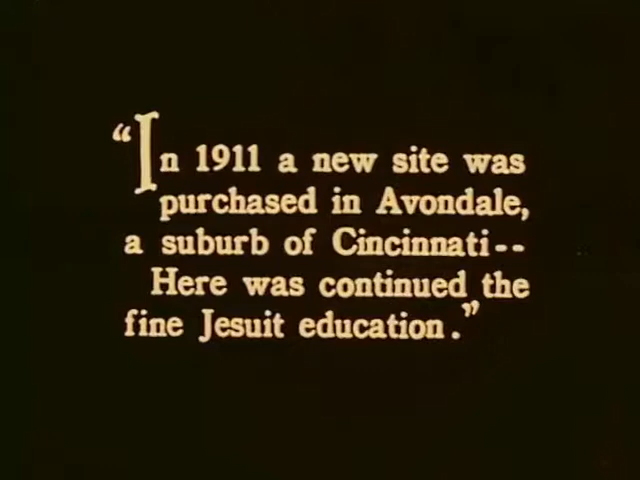 “In 1911 a new site was
purchased in Avondale,
a suburb of Cincinnati--
Here was continued the
fine Jesuit education.”